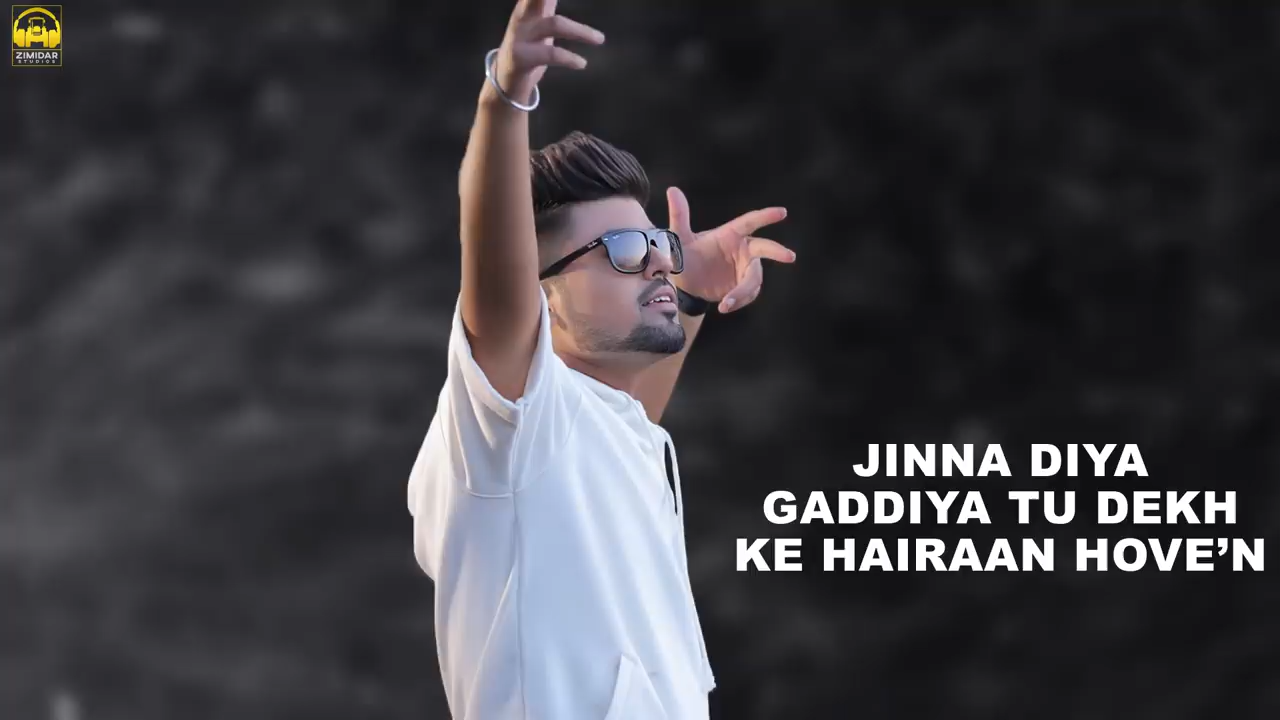 ZIMIDAR
STUDIOS
JINNA DIYA
GADDIYA TU DEKH
KE HAIRAAN HOVE’N